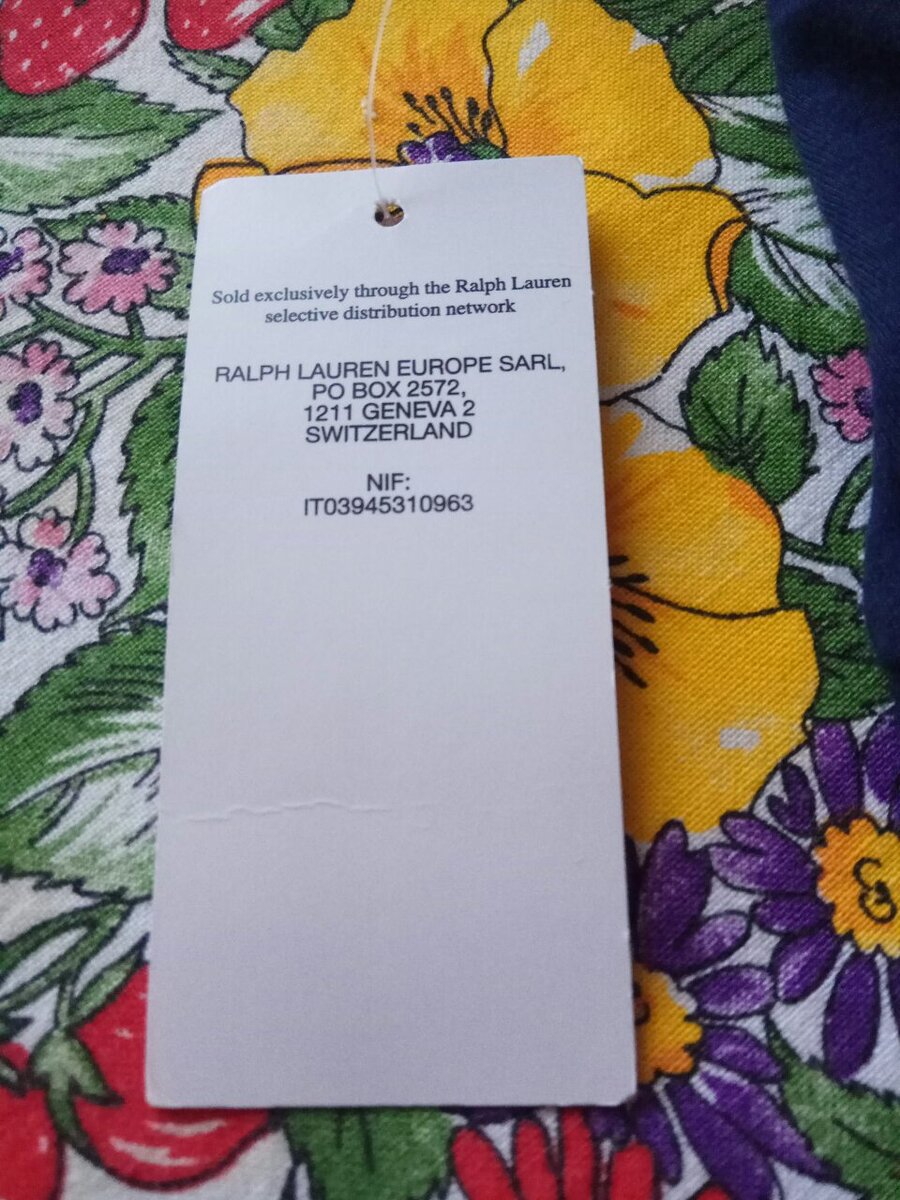 Sold exclusively through the Ralph Lauren
selective distribution network
RALPH LAUREN EUROPE SARL,
PO BOX 2572,
1211 GENEVA 2
SWITZERLAND
NIF:
IT03945310963